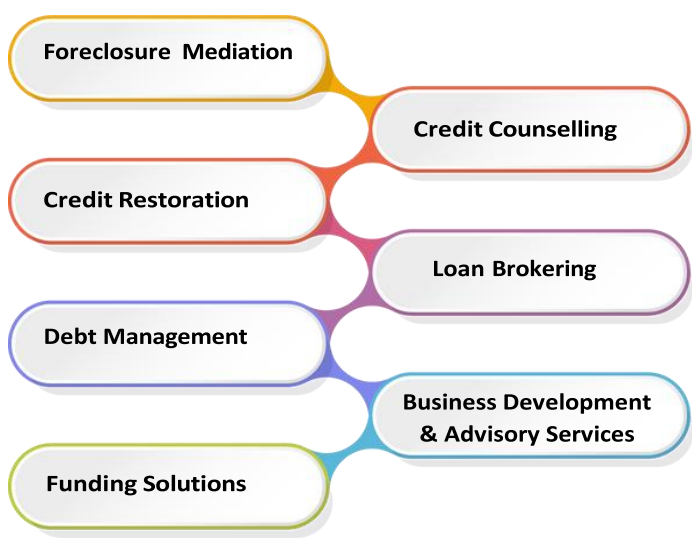 Foreclosure Mediation
Credit Counselling
Credit Restoration
Loan Brokering
Debt Management
Business Development
& Advisory Services
Funding Solutions